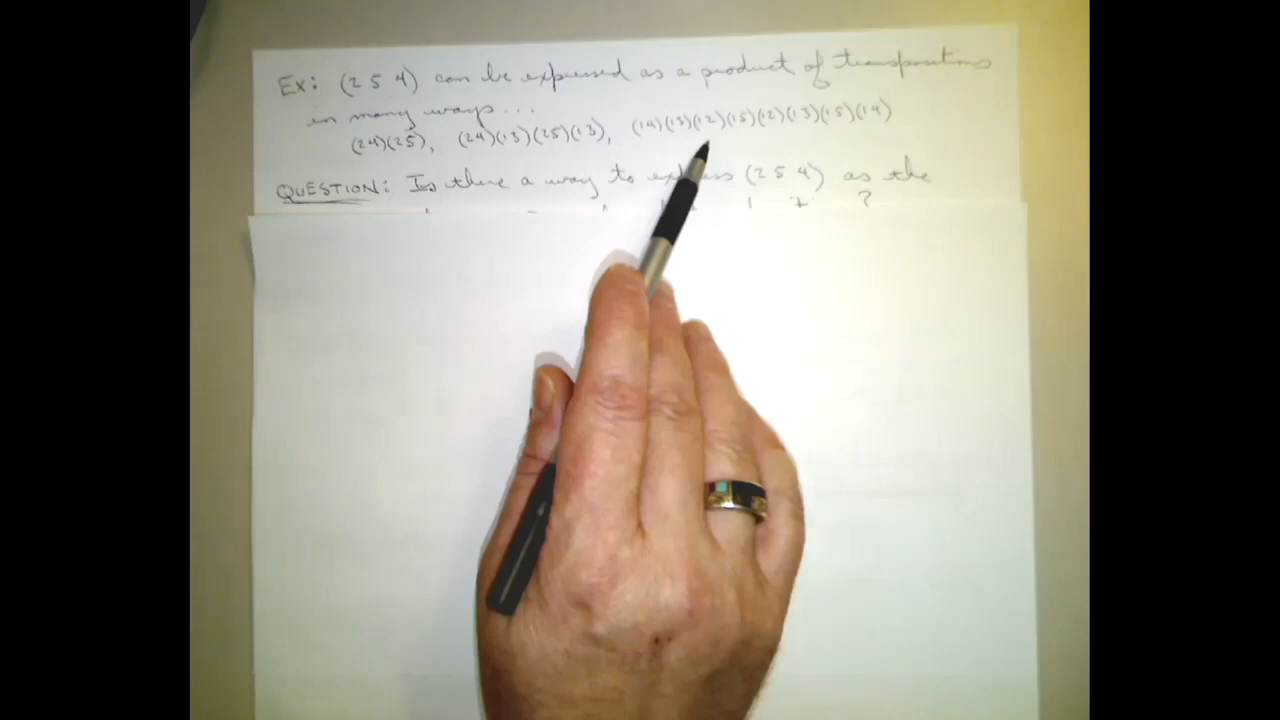 Ex: (2 5 4) can be expressed as a product of transpositions
in many ways...
(24)(25), (24)(13)(25)(13), (14)(13)(12)(15)(12)(13)(15)(14)
QUESTION: Is there a way to express (2 5 4) as the
?